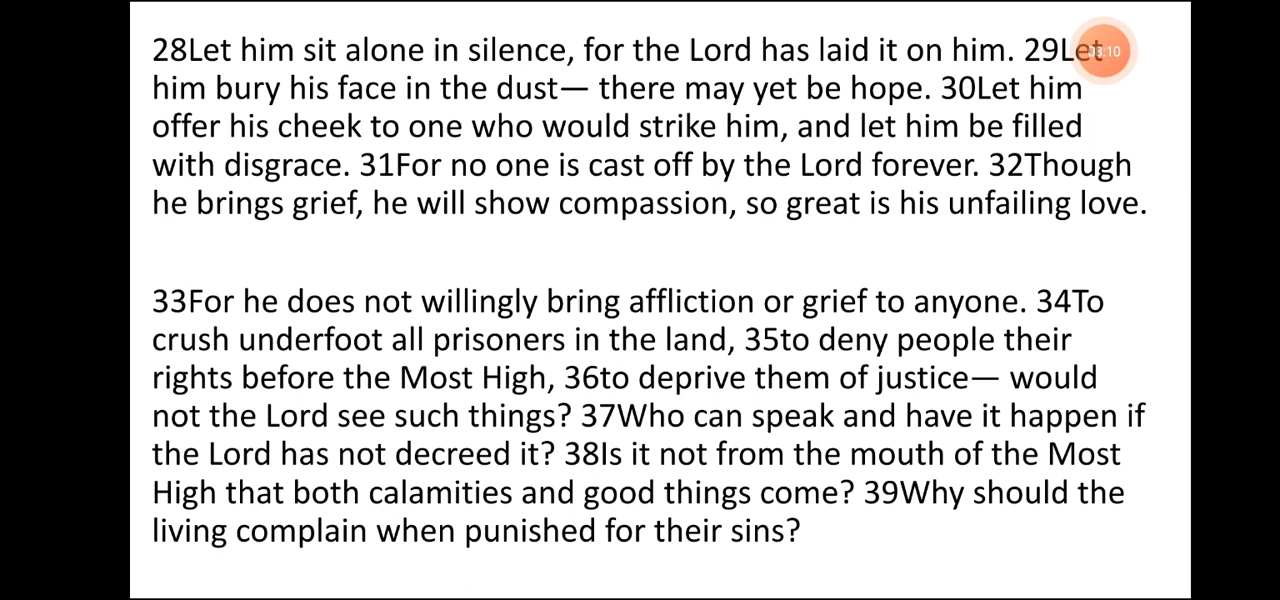 28Let him sit alone in silence, for the Lord has laid it on him. 29Let
him bury his face in the dust— there may yet be hope. 30Let him
offer his cheek to one who would strike him, and let him be filled
with disgrace. 31For no one is cast off by the Lord forever. 32Though
he brings grief, he will show compassion, so great is his unfailing love.
33For he does not willingly bring affliction or grief to anyone. 34To
crush underfoot all prisoners in the land, 35to deny people their
rights before the Most High, 36to deprive them of justice— would
not the Lord see such things? 37Who can speak and have it happen if
the Lord has not decreed it? 38Is it not from the mouth of the Most
High that both calamities and good things come? 39Why should the
living complain when punished for their sins?